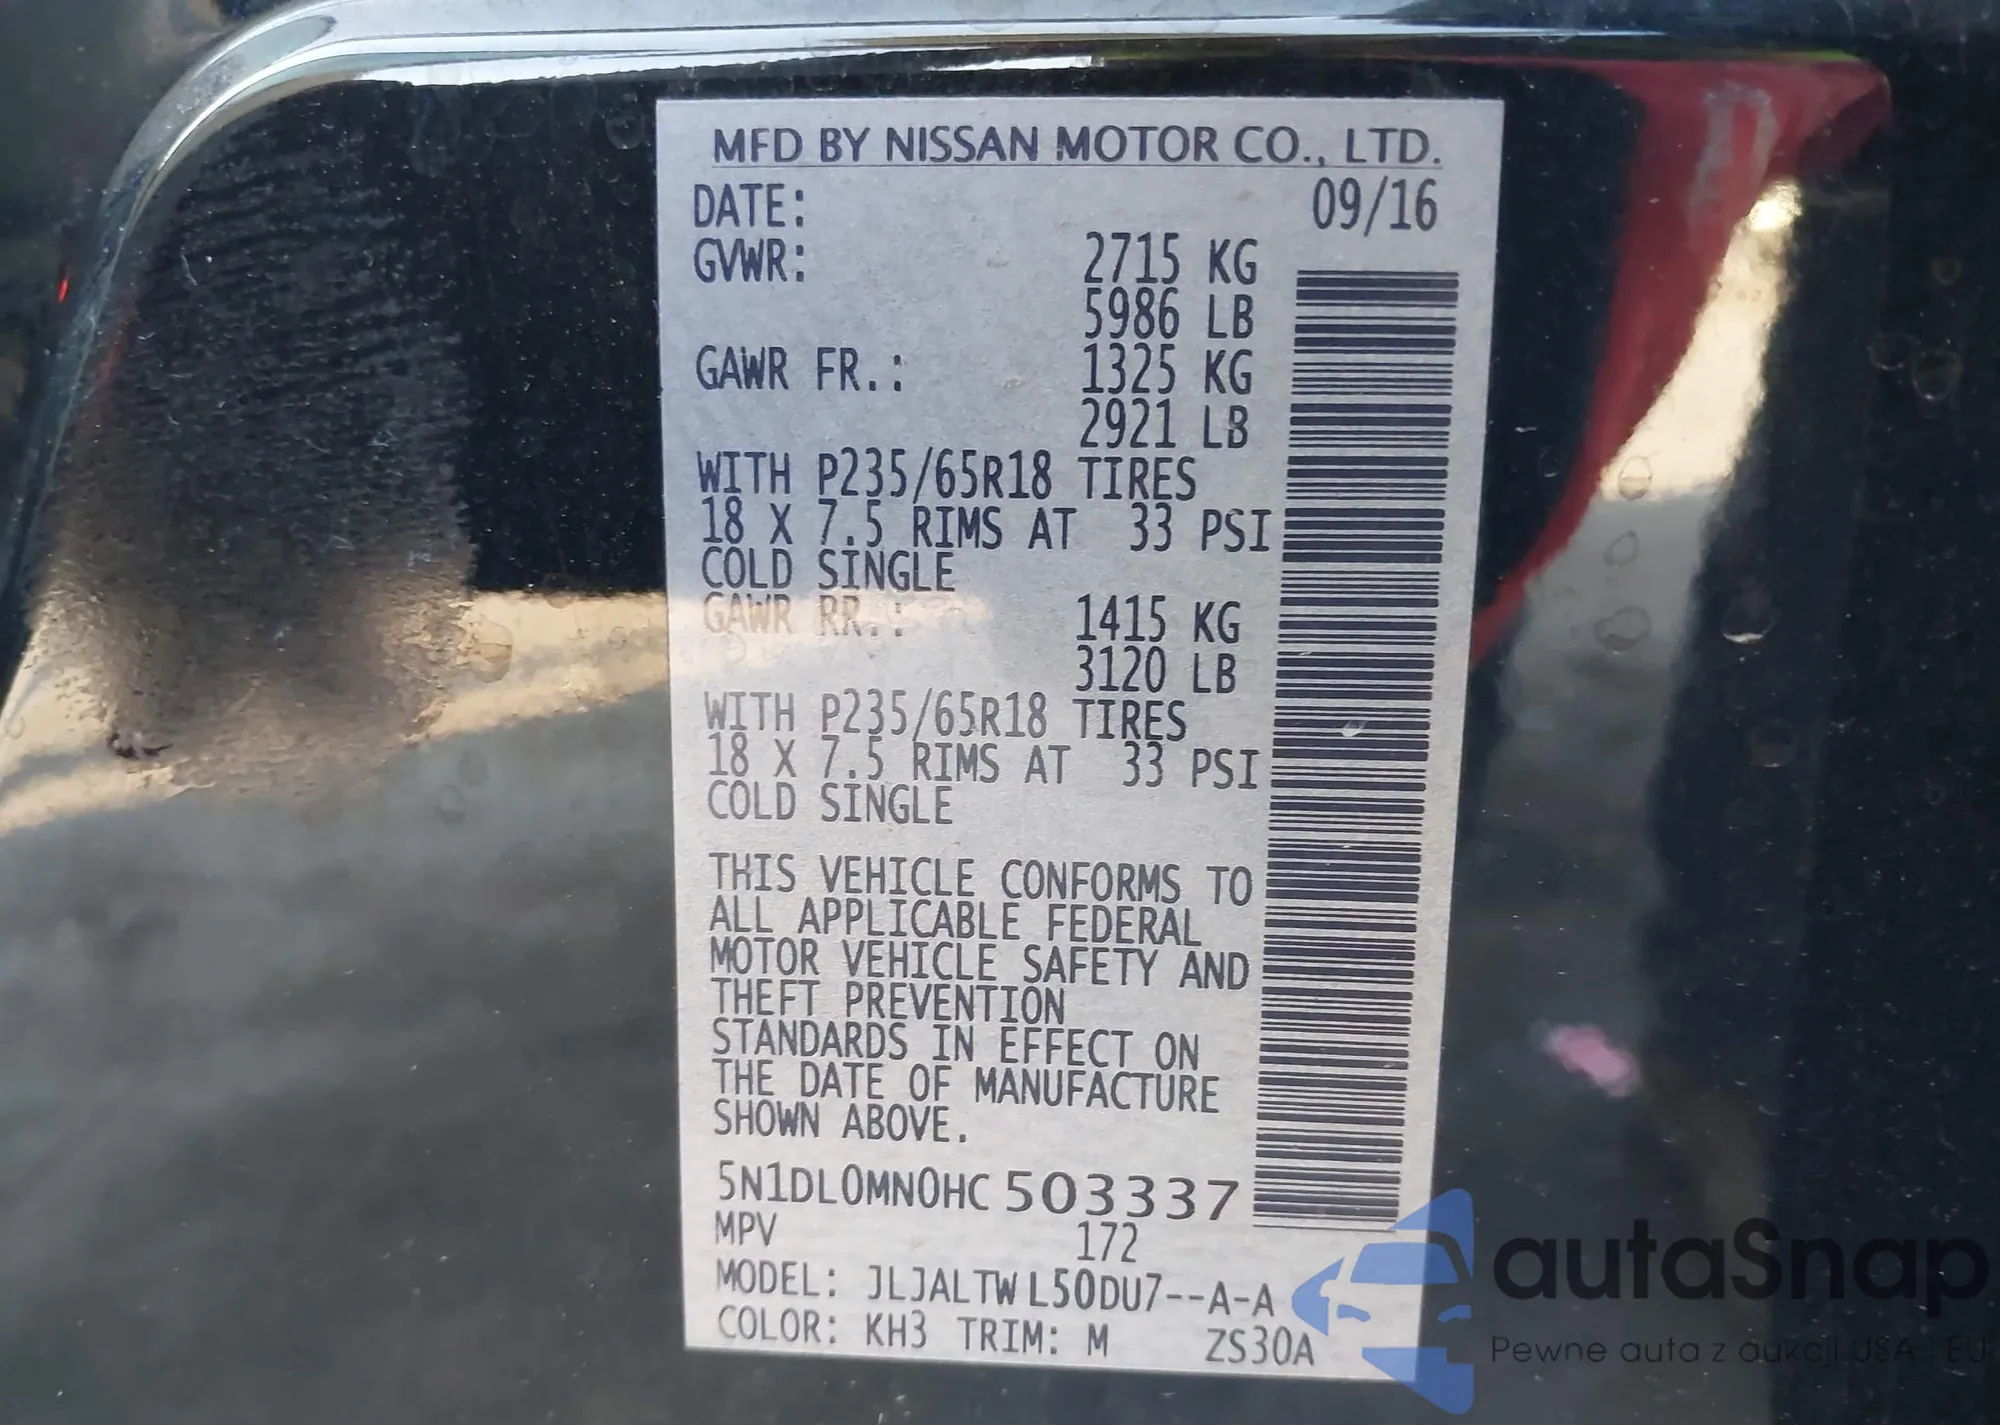 MFD BY NISSAN MOTOR CO., LTD.
DATE: 09/16
GVWR: 2715 KG
5986 LB
GAWR FR.: 1325 KG
2921 LB
WITH P235/65R18 TIRES
18 X 7.5 RIMS AT 33 PSI
COLD SINGLE
GAWR RR.: 1415 KG
3120 LB
WITH P235/65R18 TIRES
18 X 7.5 RIMS AT 33 PSI
COLD SINGLE
THIS VEHICLE CONFORMS TO
ALL APPLICABLE FEDERAL
MOTOR VEHICLE SAFETY AND
THEFT PREVENTION
STANDARDS IN EFFECT ON
THE DATE OF MANUFACTURE
SHOWN ABOVE.
5N1DL0MN0HC503337
MPV 172
MODEL: JLJALTWL50DU7--A-A
COLOR: KH3 TRIM: M ZS30A
autaSnap
Pewne auta z aukcji USA EU